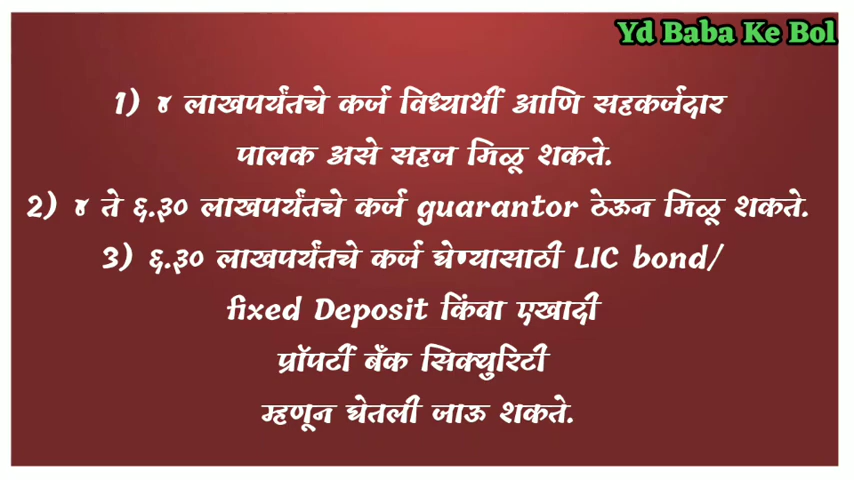 Yd Baba Ke Bol
1) ४ लाखपर्यंतचे कर्ज विध्यार्थी आणि सहकर्जदार
पालक असे सहज मिळू शकते.
2) ४ ते ६.३० लाखपर्यंतचे कर्ज guarantor ठेऊन मिळू शकते.
3) ६.३० लाखपर्यंतचे कर्ज घेण्यासाठी LIC bond/
fixed Deposit किंवा एखादी
प्रॉपर्टी बँक सिक्युरिटी
म्हणून घेतली जाऊ शकते.